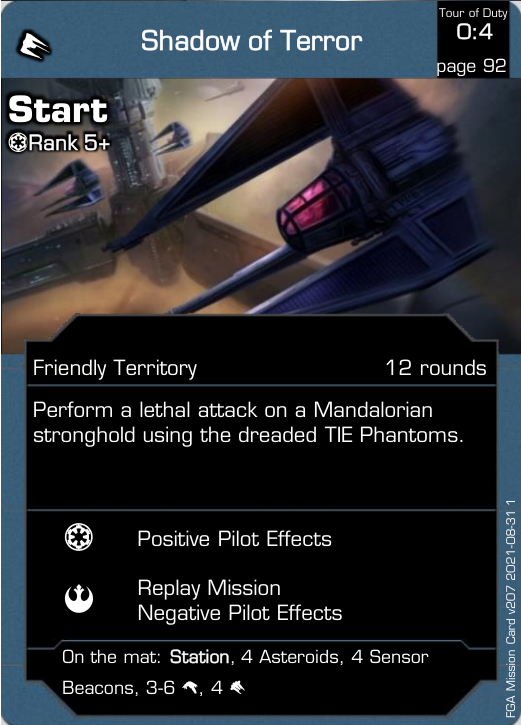 Shadow of Terror
Tour of Duty
0:4
page 92
Start
Rank 5+
Friendly Territory 12 rounds
Perform a lethal attack on a Mandalorian
stronghold using the dreaded TIE Phantoms.
Positive Pilot Effects
Replay Mission
Negative Pilot Effects
On the mat: Station, 4 Asteroids, 4 Sensor
Beacons, 3-6 , 4
FGA Mission Card v207 2021-08-31 1